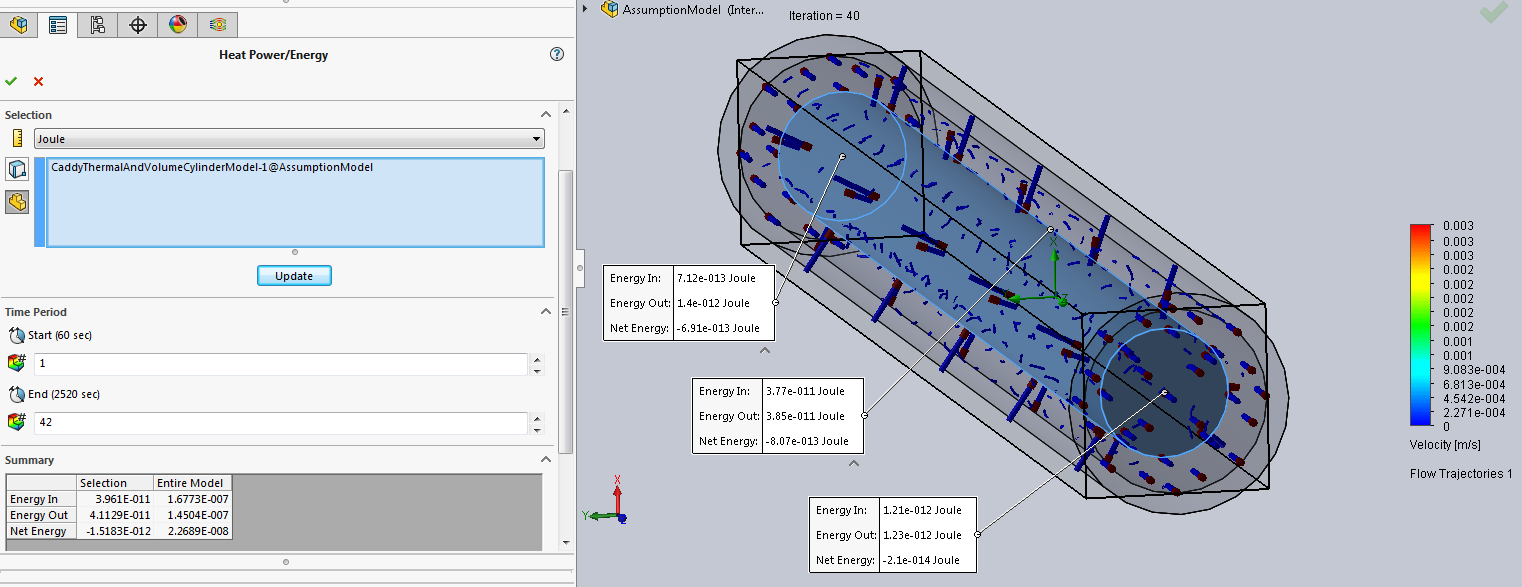 Heat Power/Energy
Selection
Joule
CaddyThermalAndVolumeCylinderModel-1@AssumptionModel
Update
Time Period
Start (60 sec)
1
End (2520 sec)
42
Summary
Selection Entire Model
Energy In 3.961E-011 1.6773E-007
Energy Out 4.1129E-011 1.4504E-007
Net Energy -1.5183E-012 2.2689E-008
AssumptionModel (Inter...
Iteration = 40
Energy In: 7.12e-013 Joule
Energy Out: 1.4e-012 Joule
Net Energy: -6.91e-013 Joule
Energy In: 3.77e-011 Joule
Energy Out: 3.85e-011 Joule
Net Energy: -8.07e-013 Joule
Energy In: 1.21e-012 Joule
Energy Out: 1.23e-012 Joule
Net Energy: -2.1e-014 Joule
X
Y
Z
X
Y
Z
0.003
0.003
0.003
0.002
0.002
0.002
0.002
0.002
0.001
0.001
9.083e-004
6.813e-004
4.542e-004
2.271e-004
0
Velocity [m/s]
Flow Trajectories 1